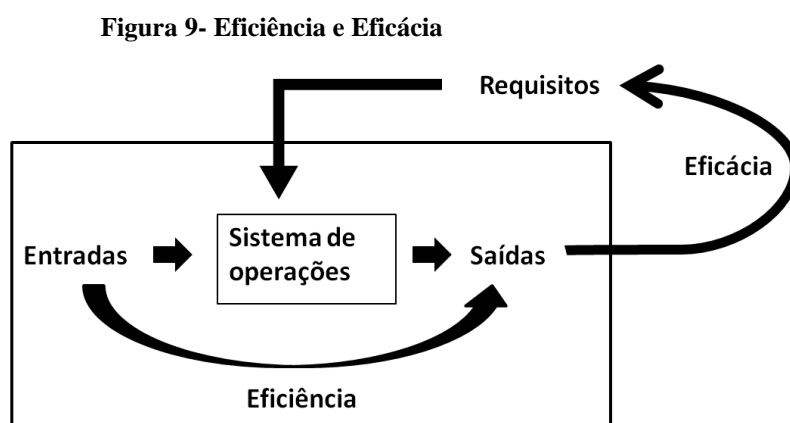 Figura 9- Eficiência e Eficácia
Requisitos
Eficácia
Entradas
Sistema de
operações
Saídas
Eficiência